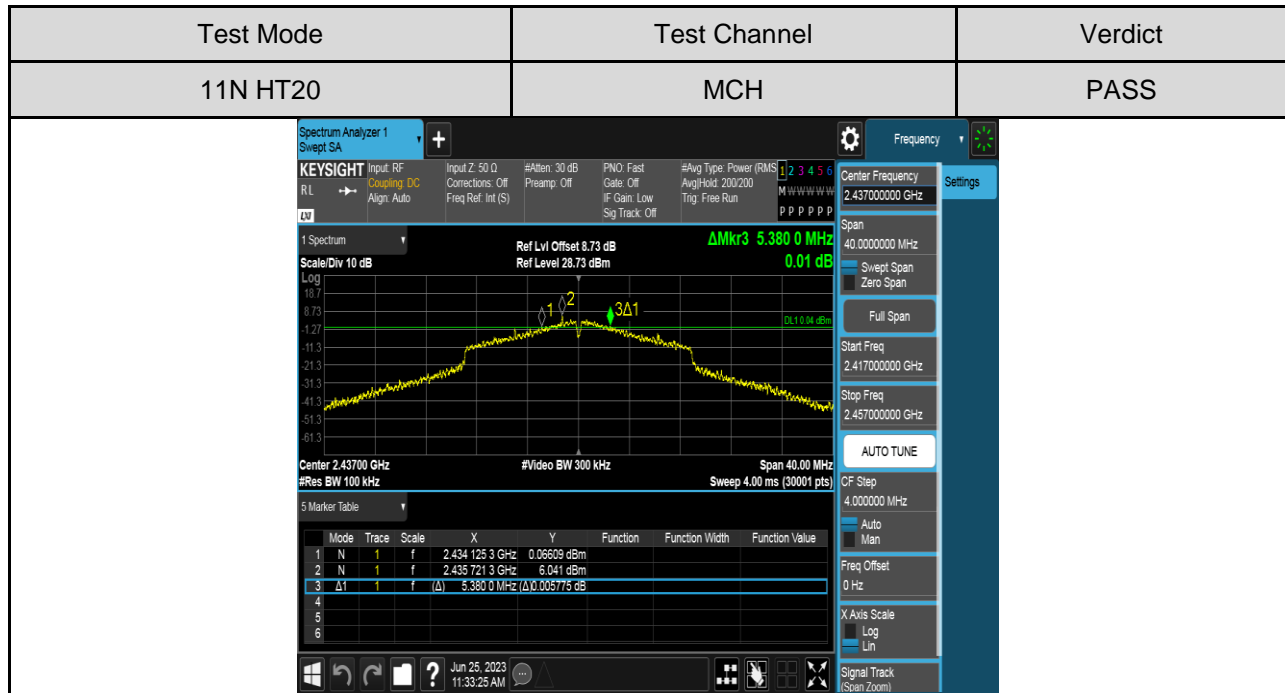 Test Mode Test Channel Verdict
11N HT20 MCH PASS
Spectrum Analyzer 1
Swept SA
+
Frequency
KEYSIGHT Input: RF Input Z: 50 Ω #Atten: 30 dB PNO: Fast #Avg Type: Power (RMS 1 2 3 4 5 6
RL Coupling: DC Corrections: Off Preamp: Off Gate: Off Avg|Hold: 200/200 M W W W W W
Align: Auto Freq Ref: Int (S) IF Gain: Low Trig: Free Run
LXI Sig Track: Off P P P P P P
1 Spectrum Ref Lvl Offset 8.73 dB ΔMkr3 5.380 0 MHz
Scale/Div 10 dB Ref Level 28.73 dBm 0.01 dB
Log
18.7
8.73
-1.27
-11.3
-21.3
-31.3
-41.3
-51.3
-61.3
1 2 3Δ1
DL1 0.04 dBm
Center 2.43700 GHz #Video BW 300 kHz Span 40.00 MHz
#Res BW 100 kHz Sweep 4.00 ms (30001 pts)
5 Marker Table
Mode Trace Scale X Y Function Function Width Function Value
1 N 1 f 2.434 125 3 GHz 0.06609 dBm
2 N 1 f 2.435 721 3 GHz 6.041 dBm
3 Δ1 1 f (Δ) 5.380 0 MHz (Δ)0.005775 dB
4
5
6
? Jun 25, 2023
11:33:25 AM
Center Frequency
2.437000000 GHz
Settings
Span
40.0000000 MHz
Swept Span
Zero Span
Full Span
Start Freq
2.417000000 GHz
Stop Freq
2.457000000 GHz
AUTO TUNE
CF Step
4.000000 MHz
Auto
Man
Freq Offset
0 Hz
X Axis Scale
Log
Lin
Signal Track
(Span Zoom)